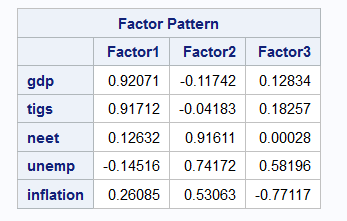 Factor Pattern
Factor1 Factor2 Factor3
gdp 0.92071 -0.11742 0.12834
tigs 0.91712 -0.04183 0.18257
neet 0.12632 0.91611 0.00028
unemp -0.14516 0.74172 0.58196
inflation 0.26085 0.53063 -0.77117